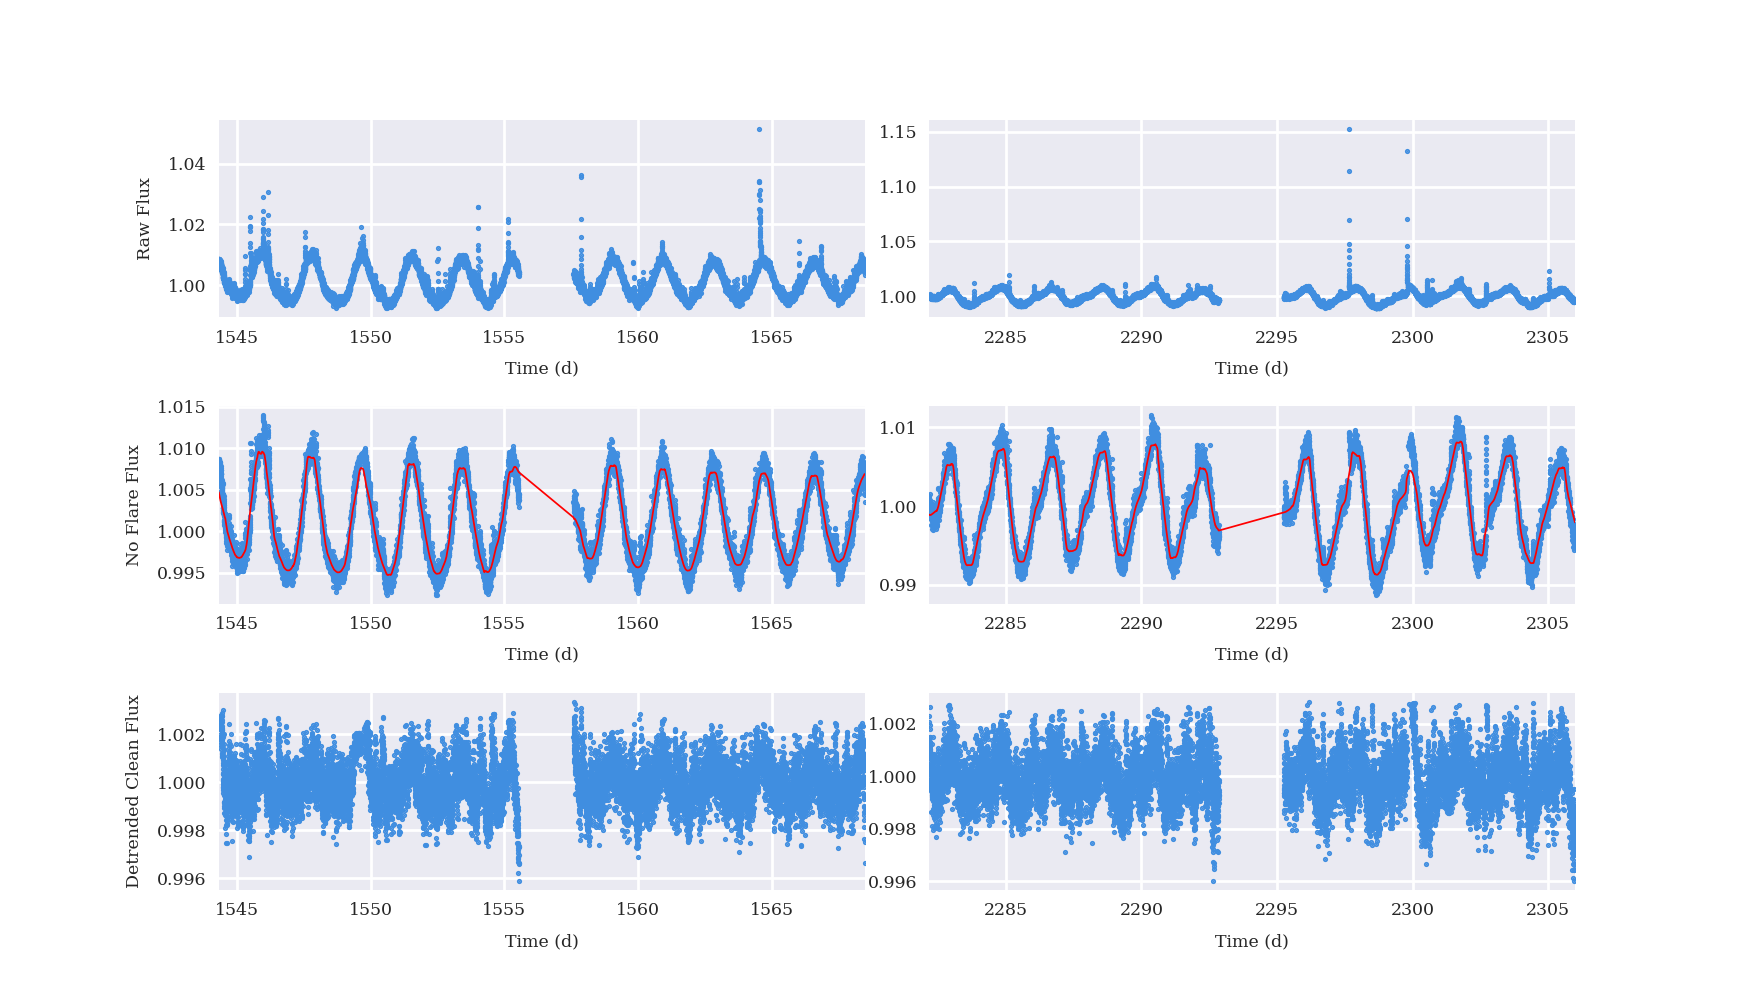 Raw Flux
1.04
1.02
1.00
1545 1550 1555 1560 1565
Time (d)
1.15
1.10
1.05
1.00
2285 2290 2295 2300 2305
Time (d)
No Flare Flux
1.015
1.010
1.005
1.000
0.995
1545 1550 1555 1560 1565
Time (d)
1.01
1.00
0.99
2285 2290 2295 2300 2305
Time (d)
Detrended Clean Flux
1.002
1.000
0.998
0.996
1545 1550 1555 1560 1565
Time (d)
1.002
1.000
0.998
0.996
2285 2290 2295 2300 2305
Time (d)